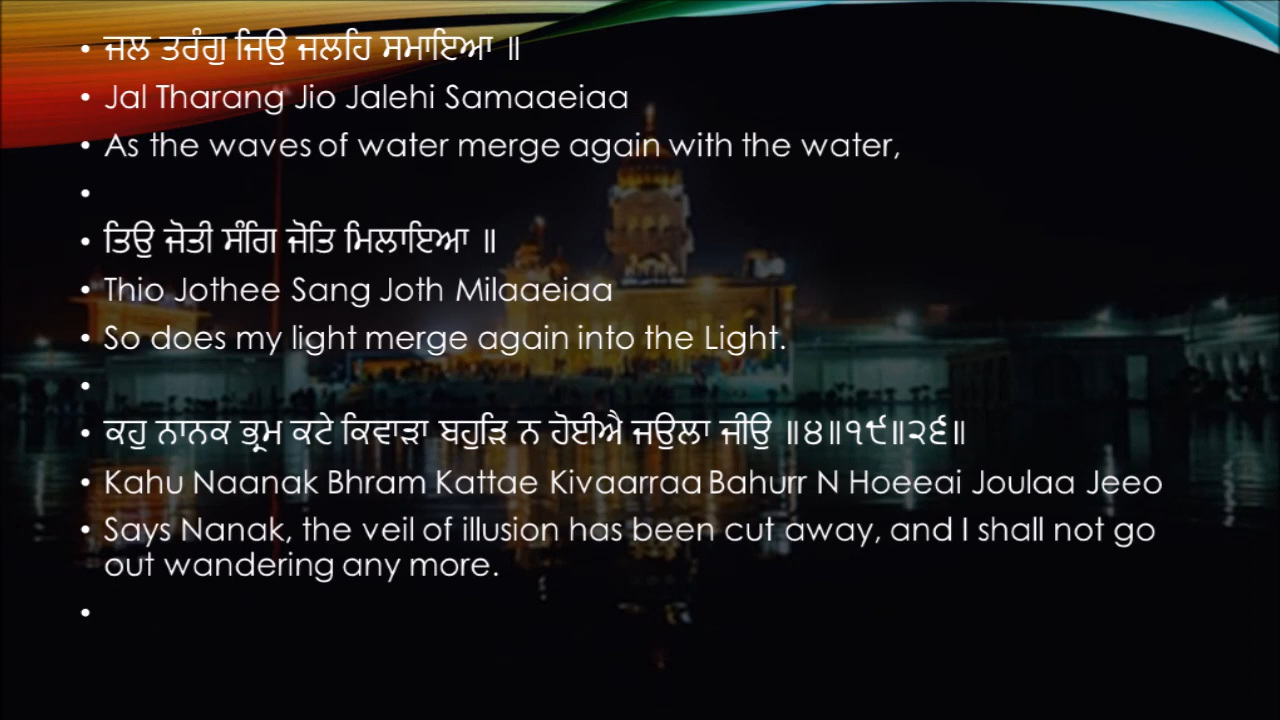 • ਜਲ ਤਰੰਗੁ ਜਿਉ ਜਲਹਿ ਸਮਾਇਆ ॥
• Jal Tharang Jio Jalehi Samaaeiaa
• As the waves of water merge again with the water,
•
• ਤਿਉ ਜੋਤੀ ਸੰਗਿ ਜੋਤਿ ਮਿਲਾਇਆ ॥
• Thio Jothee Sang Joth Milaaeiaa
• So does my light merge again into the Light.
•
• ਕਹੁ ਨਾਨਕ ਭ੍ਰਮ ਕਟੇ ਕਿਵਾੜਾ ਬਹੁੜਿ ਨ ਹੋਈਐ ਜਉਲਾ ਜੀਉ ॥੪॥੧੯॥੨੬॥
• Kahu Naanak Bhram Kattae Kivaarraa Bahurr N Hoeeai Joulaa Jeeo
• Says Nanak, the veil of illusion has been cut away, and I shall not go
out wandering any more.
•